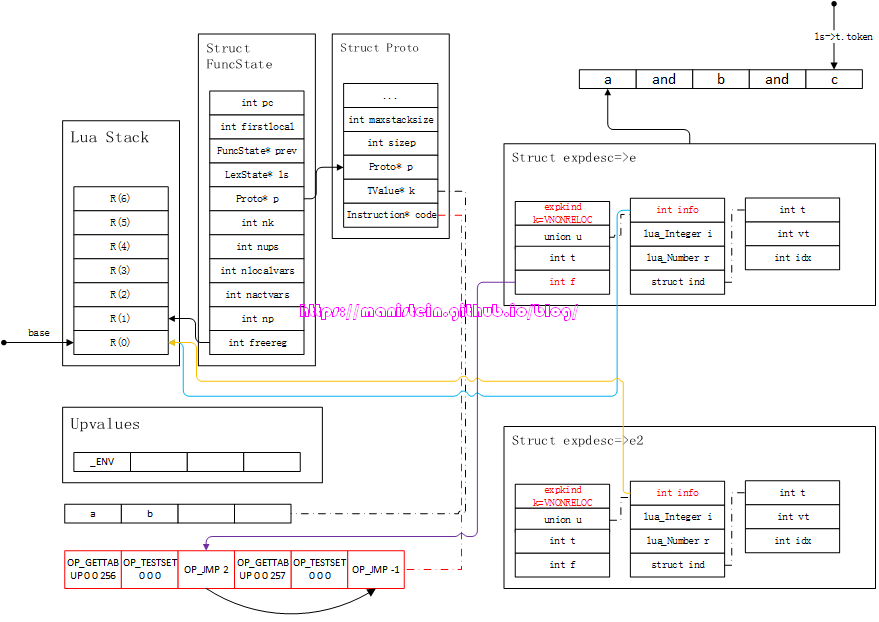 ls->t.token
a and b and c
Struct FuncState
int pc
int firstlocal
FuncState* prev
LexState* ls
Proto* p
int nk
int nups
int nlocalvars
int nactvars
int np
int freereg
Struct Proto
...
int maxstacksize
int sizep
Proto* p
TValue* k
Instruction* code
Lua Stack
R(6)
R(5)
R(4)
R(3)
R(2)
R(1)
R(0)
base
Struct expdesc=>e
expkind
k=VNONRELOC
union u
int t
int f
int info
lua_Integer i
lua_Number r
struct ind
int t
int vt
int idx
https://manistein.github.io/blog/
Upvalues
_ENV
a b
OP_GETTAB
UP 0 0 256
OP_TESTSET
0 0 0
OP_JMP 2
OP_GETTAB
UP 0 0 257
OP_TESTSET
0 0 0
OP_JMP -1
Struct expdesc=>e2
expkind
k=VNONRELOC
union u
int t
int f
int info
lua_Integer i
lua_Number r
struct ind
int t
int vt
int idx